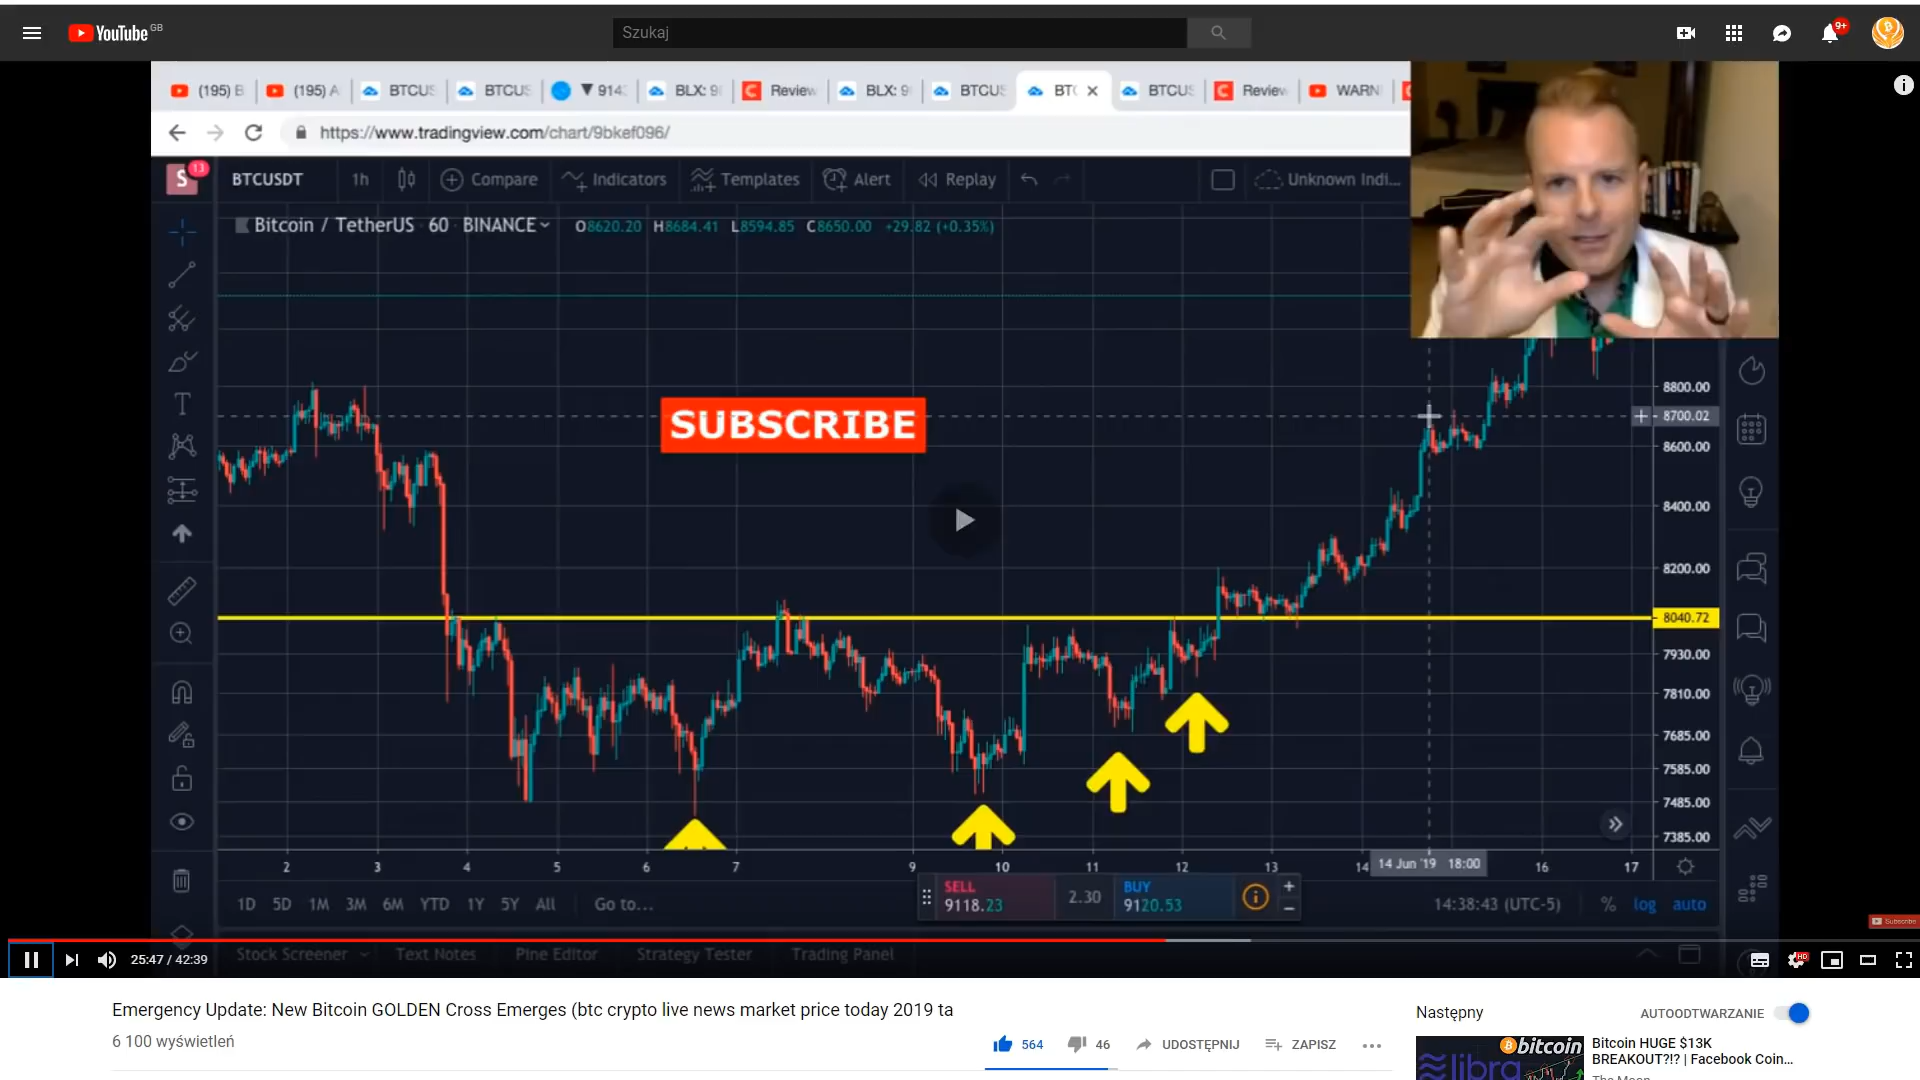 YouTube GB
Szukaj
9+
(195) B
(195) A
BTCUS
BTCUS
▼ 914
BLX: 9
Review
BLX: 9
BTCUS
BTC
BTCUS
Review
WARN
https://www.tradingview.com/chart/9bkef096/
S 13
BTCUSDT
1h
Compare
Indicators
Templates
Alert
Replay
Unknown Indi...
Bitcoin / TetherUS 60 BINANCE
O8620.20 H8684.41 L8594.85 C8650.00 +29.82 (+0.35%)
SUBSCRIBE
8800.00
8700.02
8600.00
8400.00
8200.00
8040.72
7930.00
7810.00
7685.00
7585.00
7485.00
7385.00
2 3 4 5 6 7 9 10 11 12 13 14 14 Jun '19 18:00 16 17
1D 5D 1M 3M 6M YTD 1Y 5Y All Go to...
SELL
9118.23
2.30
BUY
9120.53
14:38:43 (UTC-5) % log auto
Subscribe
Stock Screener Text Notes Pine Editor Strategy Tester Trading Panel
25:47 / 42:39
HD
Emergency Update: New Bitcoin GOLDEN Cross Emerges (btc crypto live news market price today 2019 ta
6 100 wyświetleń
564
46
UDOSTĘPNIJ
ZAPISZ
Następny
AUTOODTWARZANIE
bitcoin
libra
Bitcoin HUGE $13K
BREAKOUT?!? | Facebook Coin...
The Moon